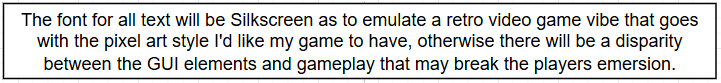 The font for all text will be Silkscreen as to emulate a retro video game vibe that goes
with the pixel art style I'd like my game to have, otherwise there will be a disparity
between the GUI elements and gameplay that may break the players emersion.